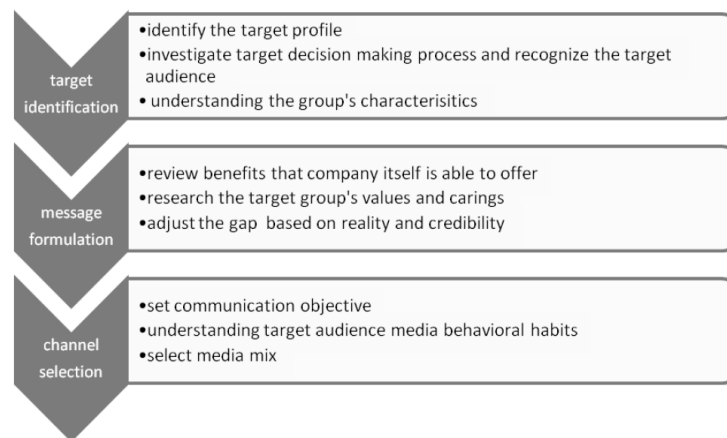 target
identification
•identify the target profile
•investigate target decision making process and recognize the target
audience
• understanding the group's characterisitics
message
formulation
•review benefits that company itself is able to offer
•research the target group's values and carings
•adjust the gap based on reality and credibility
channel
selection
•set communication objective
•understanding target audience media behavioral habits
•select media mix